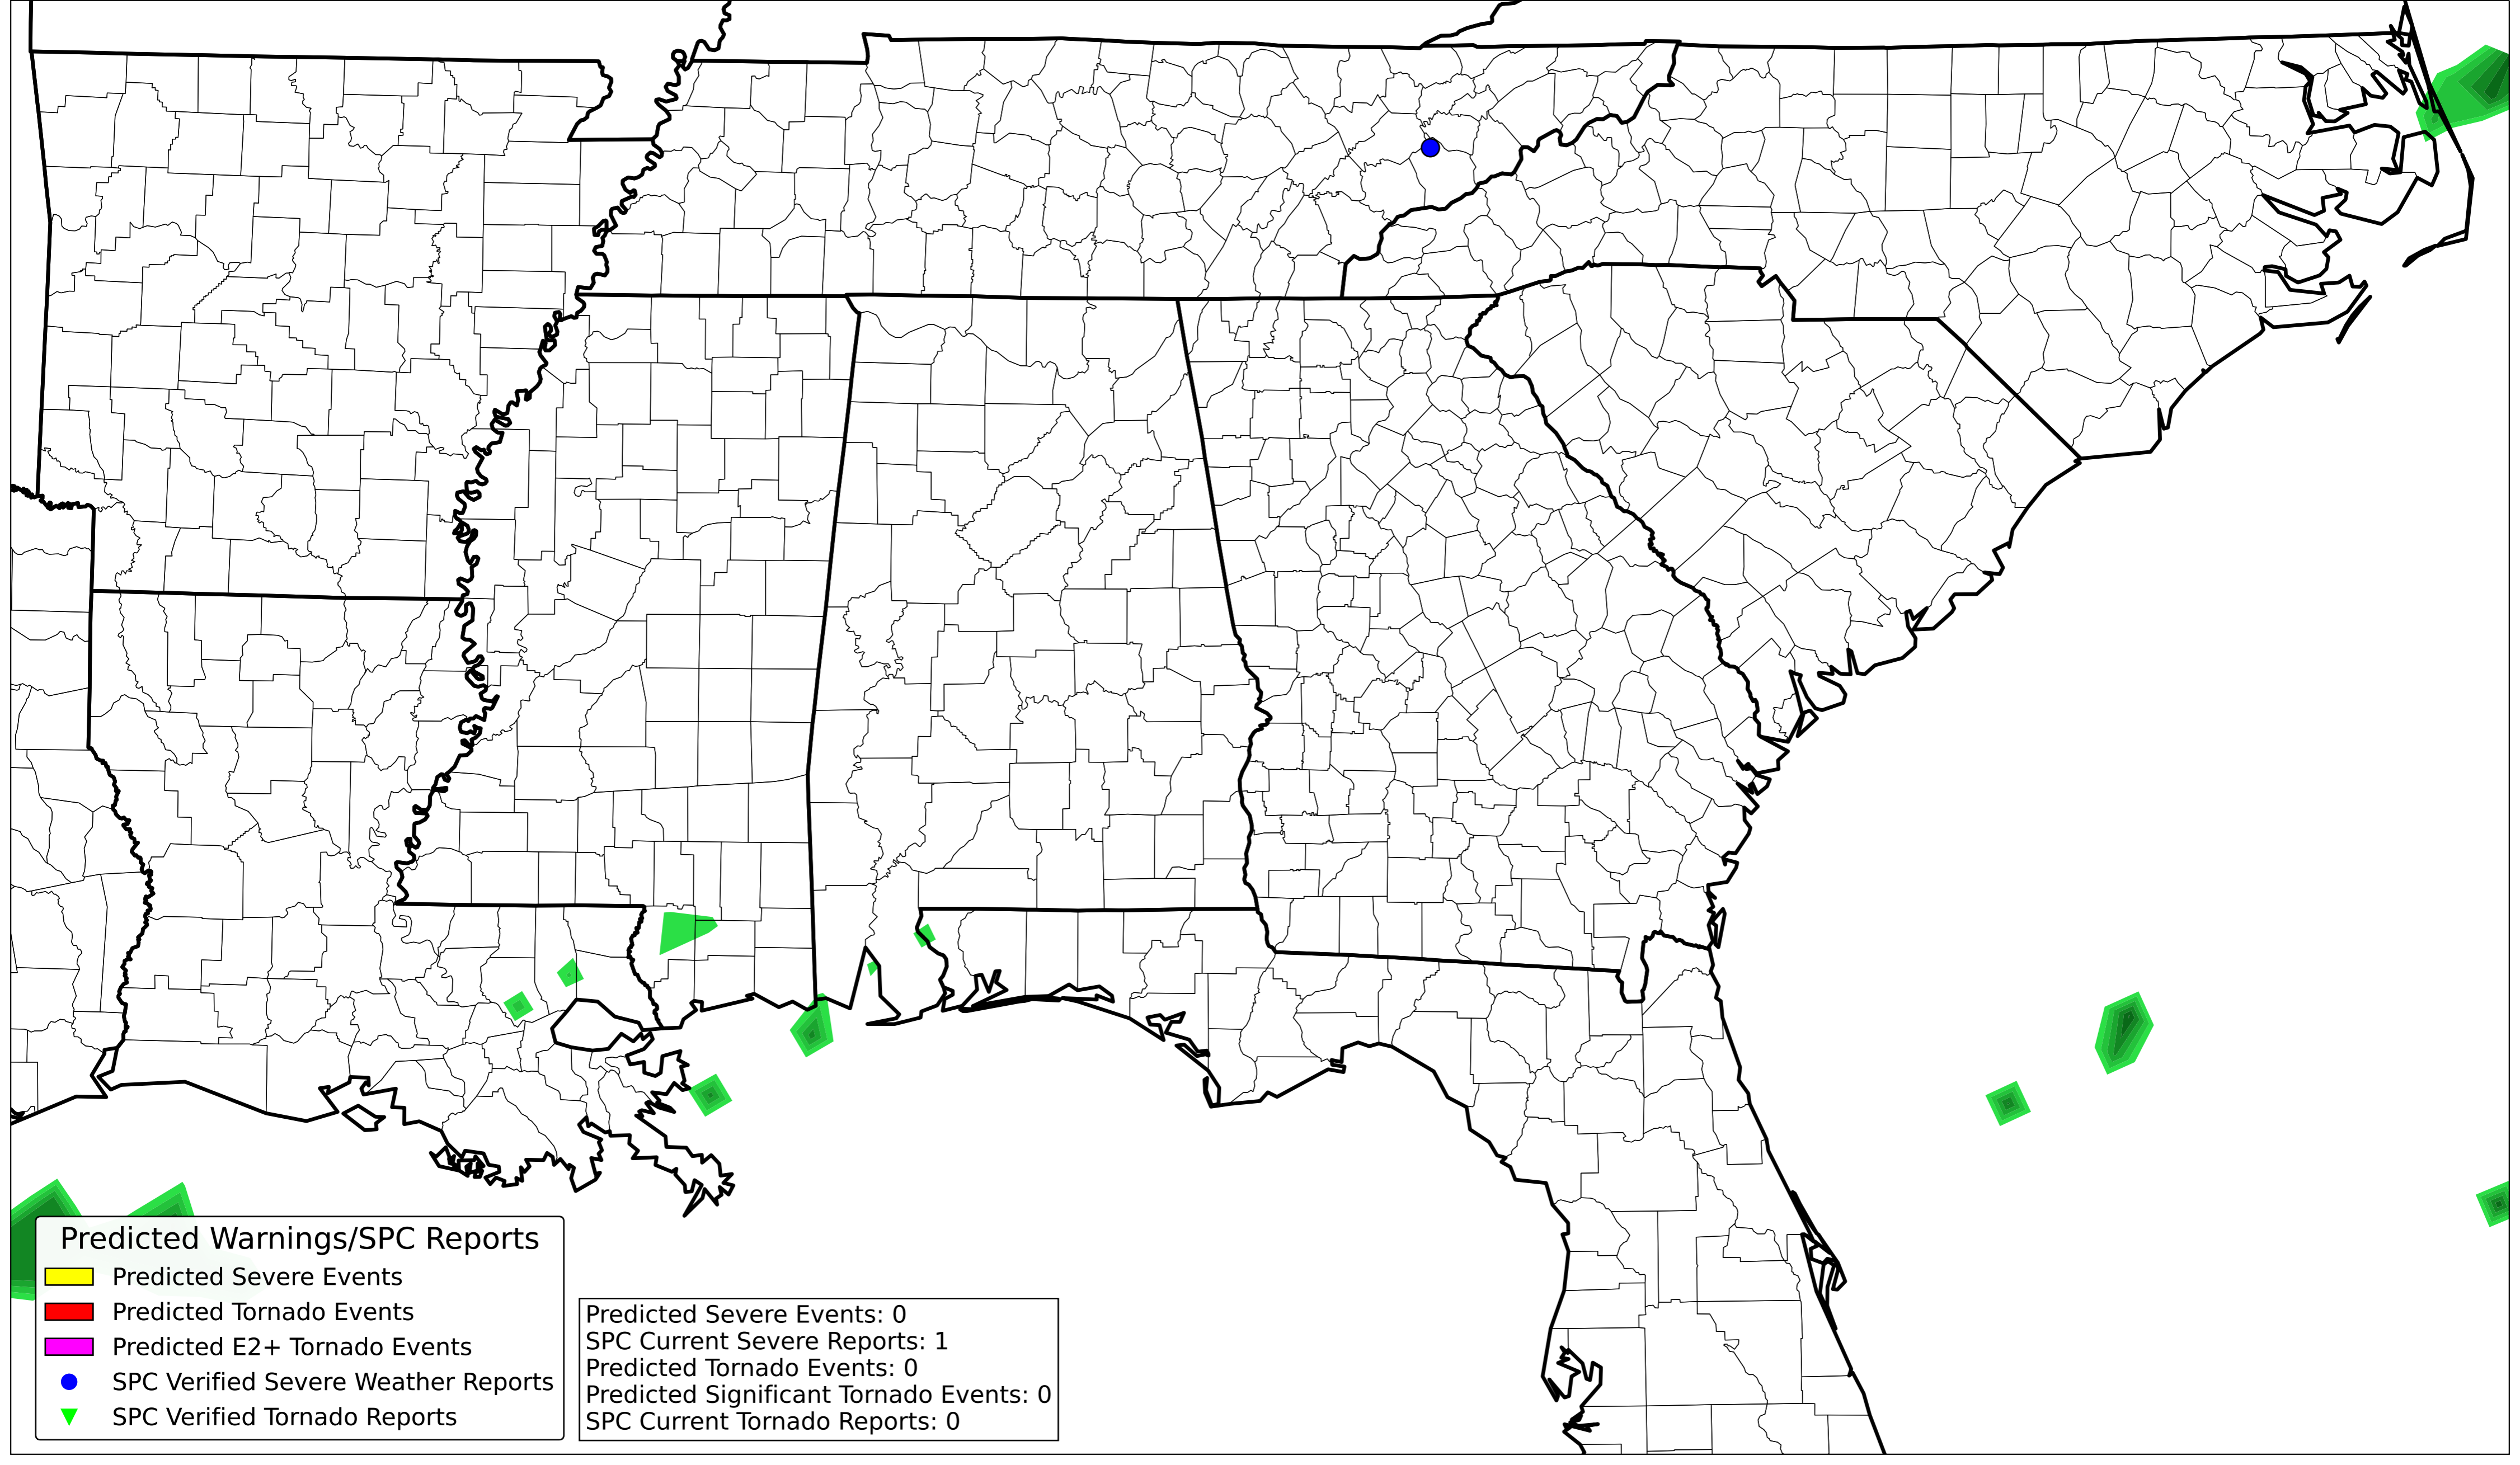 Predicted Warnings/SPC Reports
Predicted Severe Events
Predicted Tornado Events
Predicted E2+ Tornado Events
SPC Verified Severe Weather Reports
SPC Verified Tornado Reports
Predicted Severe Events: 0
SPC Current Severe Reports: 1
Predicted Tornado Events: 0
Predicted Significant Tornado Events: 0
SPC Current Tornado Reports: 0